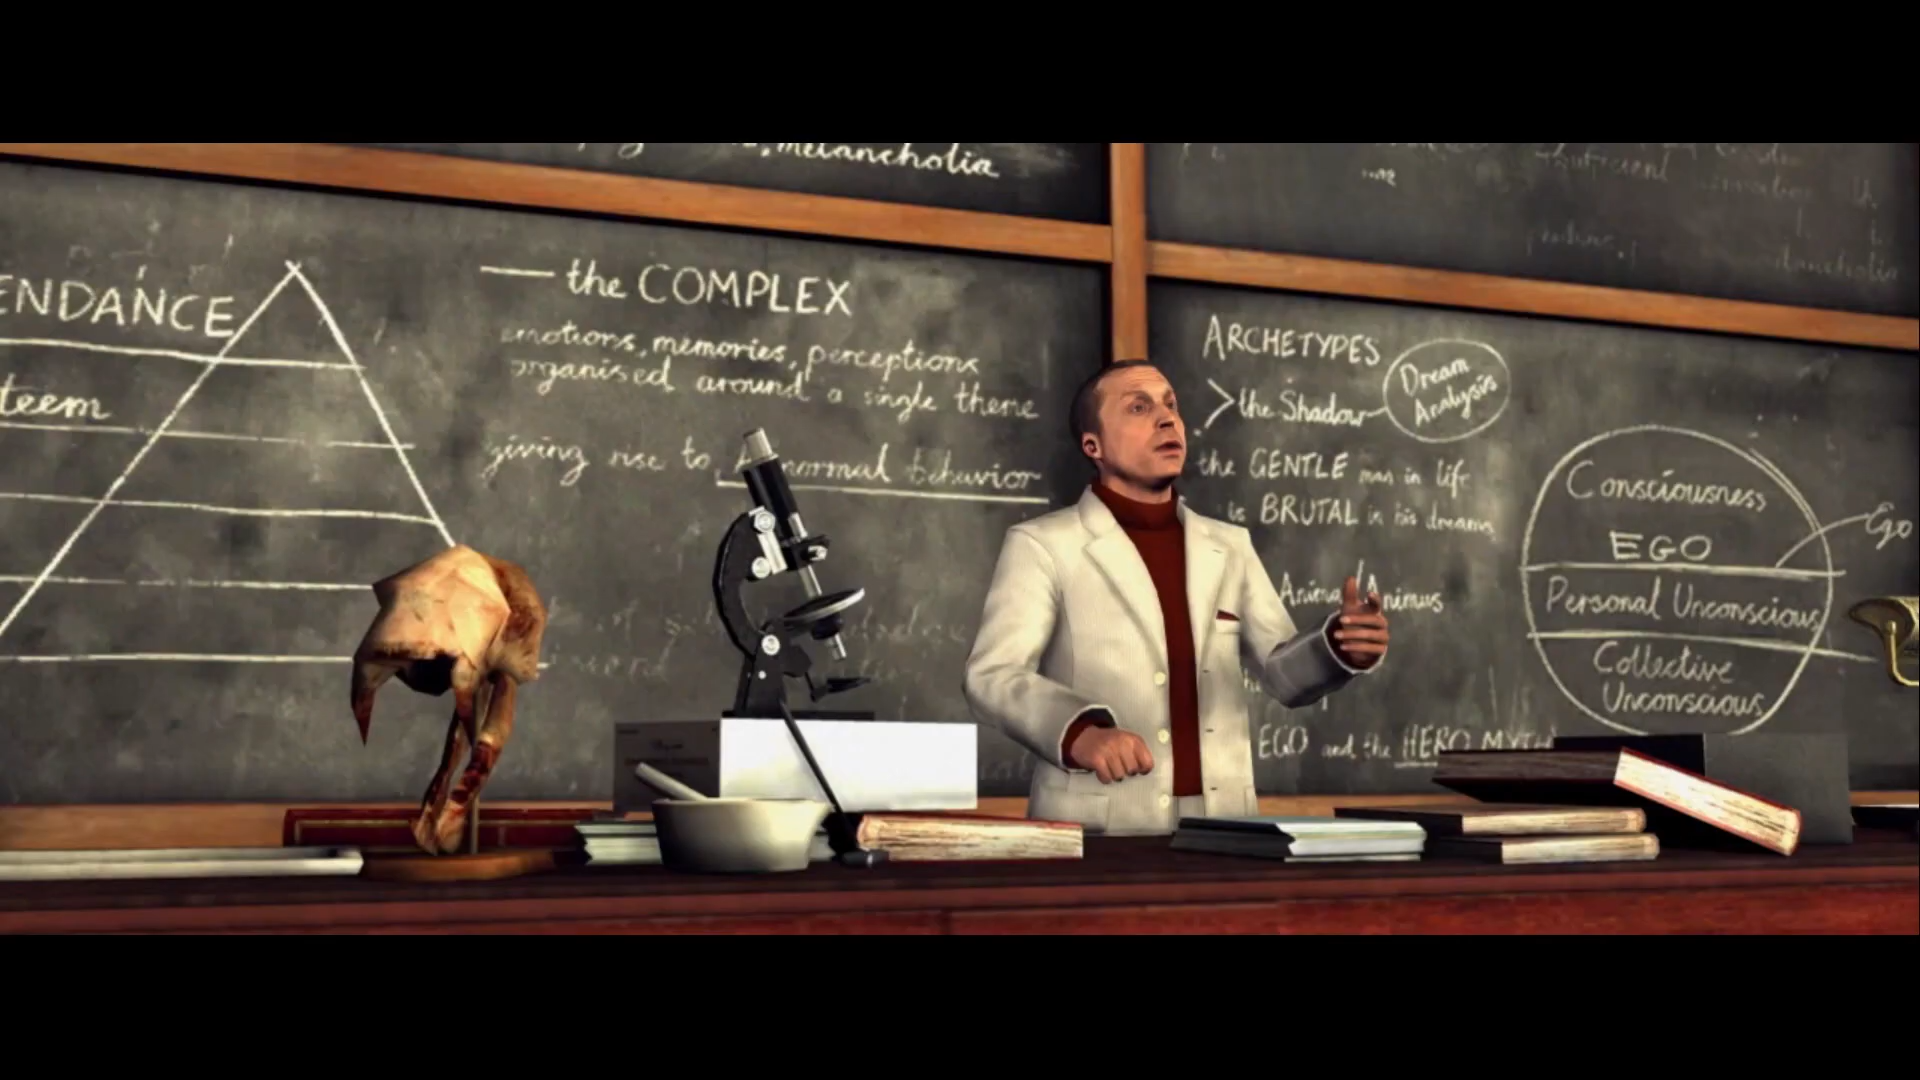 melancholia
melancholia
ENDANCE
teem
the COMPLEX
emotions, memories, perceptions
organised around a single theme
giving rise to Abnormal behavior
ARCHETYPES
the Shadow
Dream
Analysis
the GENTLE man in life
is BRUTAL in his dreams
Anima/Animus
EGO and the HERO MYTH
Consciousness
EGO
Personal Unconscious
Collective
Unconscious
Ego